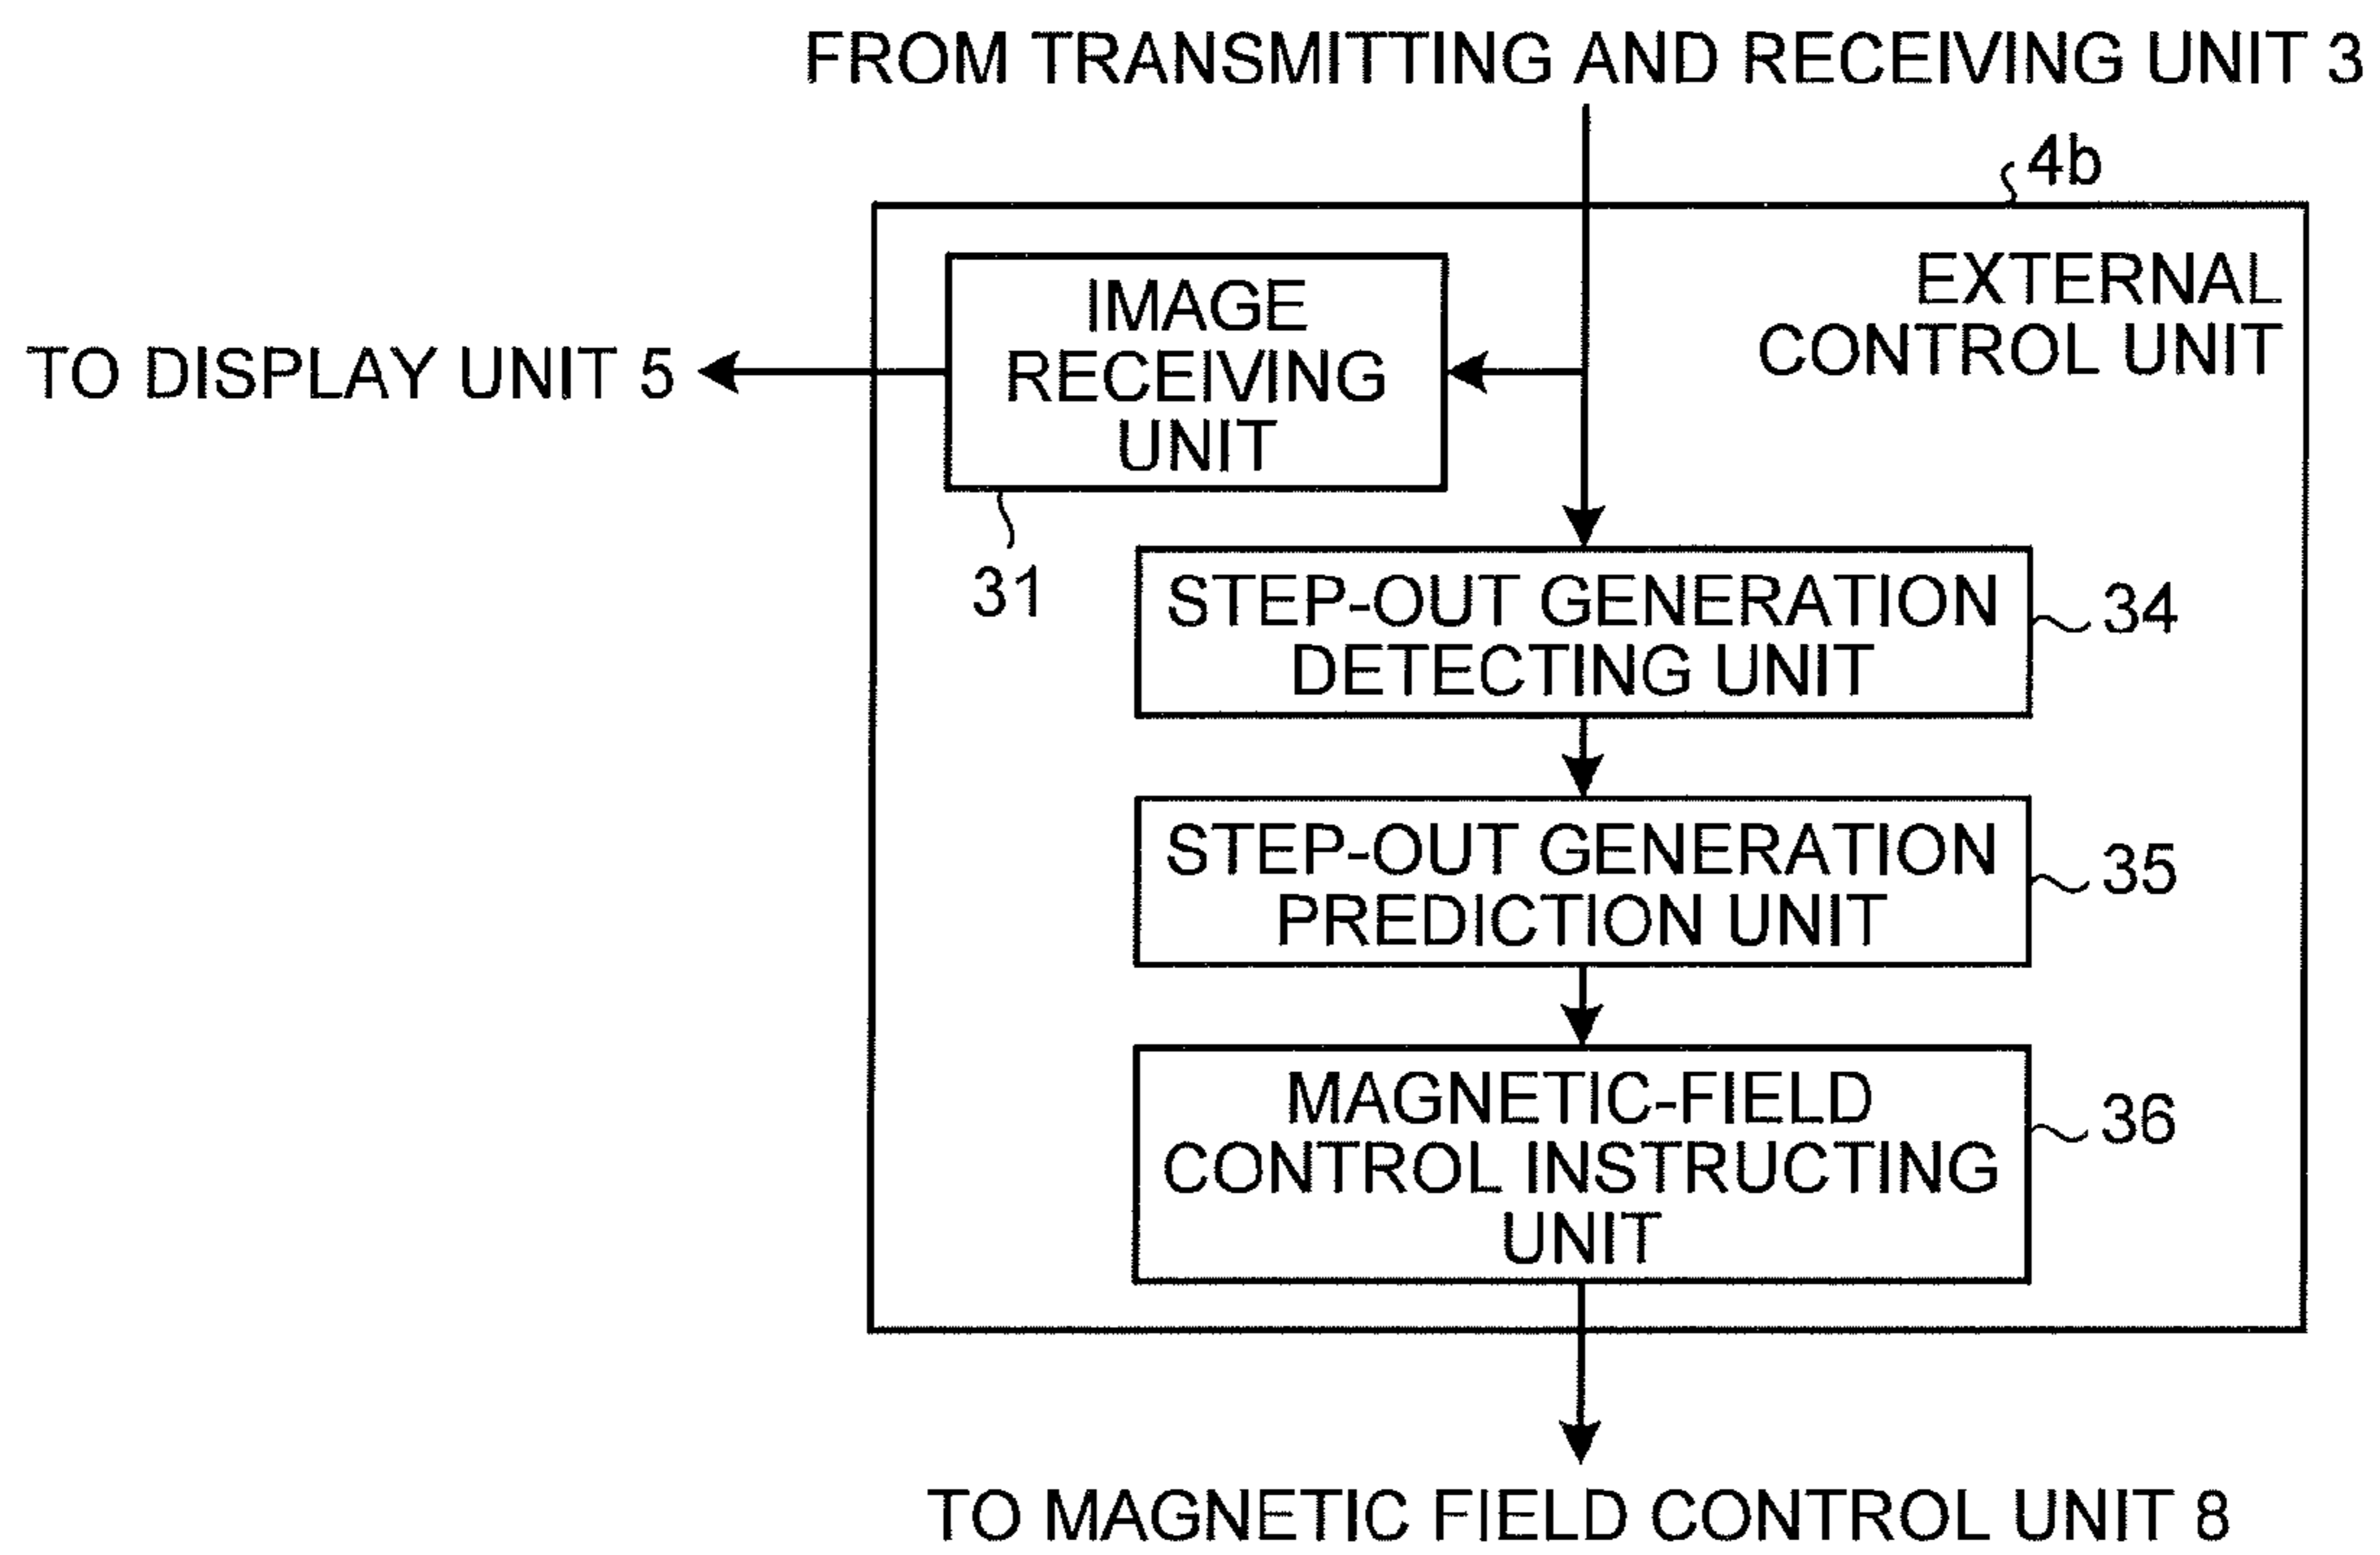 FROM TRANSMITTING AND RECEIVING UNIT 3
4b
EXTERNAL
CONTROL UNIT
IMAGE
RECEIVING
UNIT
TO DISPLAY UNIT 5
31
STEP-OUT GENERATION
DETECTING UNIT
34
STEP-OUT GENERATION
PREDICTION UNIT
35
MAGNETIC-FIELD
CONTROL INSTRUCTING
UNIT
36
TO MAGNETIC FIELD CONTROL UNIT 8